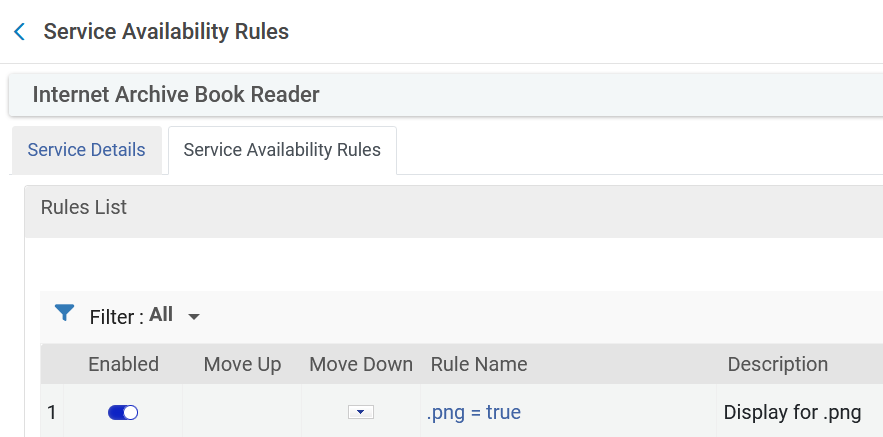 Service Availability Rules
Internet Archive Book Reader
Service Details Service Availability Rules
Rules List
Filter : All
Enabled Move Up Move Down Rule Name Description
1 .png = true Display for .png